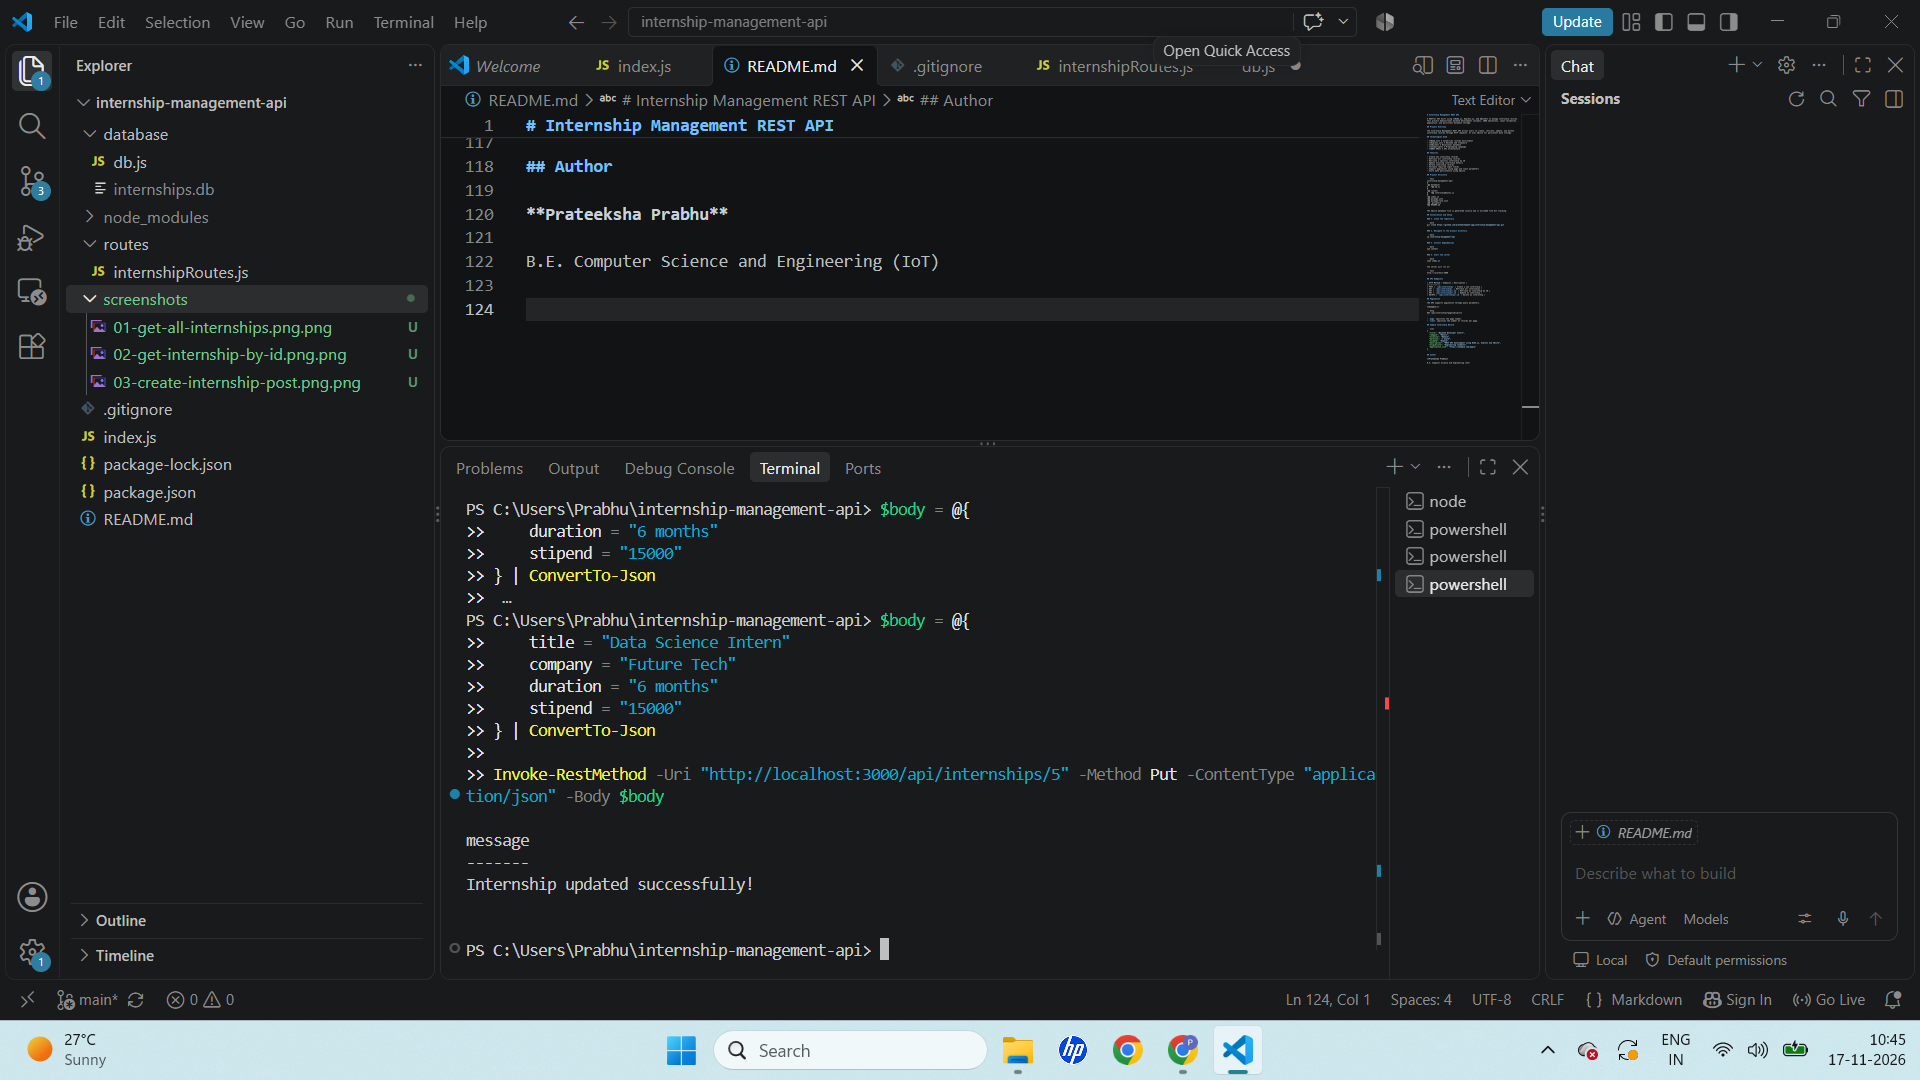 File Edit Selection View Go Run Terminal Help
internship-management-api
Update
Open Quick Access
Explorer
internship-management-api
database
JS db.js
internships.db
node_modules
routes
JS internshipRoutes.js
screenshots
01-get-all-internships.png.png U
02-get-internship-by-id.png.png U
03-create-internship-post.png.png U
.gitignore
JS index.js
{} package-lock.json
{} package.json
README.md
Outline
Timeline
1
3
1
Welcome JS index.js README.md .gitignore JS internshipRoutes.js db.js
README.md > abc # Internship Management REST API > abc ## Author Text Editor
1 # Internship Management REST API
117
118 ## Author
119
120 **Prateeksha Prabhu**
121
122 B.E. Computer Science and Engineering (IoT)
123
124
Problems Output Debug Console Terminal Ports
PS C:\Users\Prabhu\internship-management-api> $body = @{
>> duration = "6 months"
>> stipend = "15000"
>> } | ConvertTo-Json
>> …
PS C:\Users\Prabhu\internship-management-api> $body = @{
>> title = "Data Science Intern"
>> company = "Future Tech"
>> duration = "6 months"
>> stipend = "15000"
>> } | ConvertTo-Json
>>
>> Invoke-RestMethod -Uri "http://localhost:3000/api/internships/5" -Method Put -ContentType "applica
tion/json" -Body $body
message
-------
Internship updated successfully!
PS C:\Users\Prabhu\internship-management-api>
node
powershell
powershell
powershell
Chat
Sessions
README.md
Describe what to build
Agent Models
Local Default permissions
main* 0 0 Ln 124, Col 1 Spaces: 4 UTF-8 CRLF {} Markdown Sign In Go Live
27°C
Sunny
Search
ENG
IN
10:45
17-11-2026